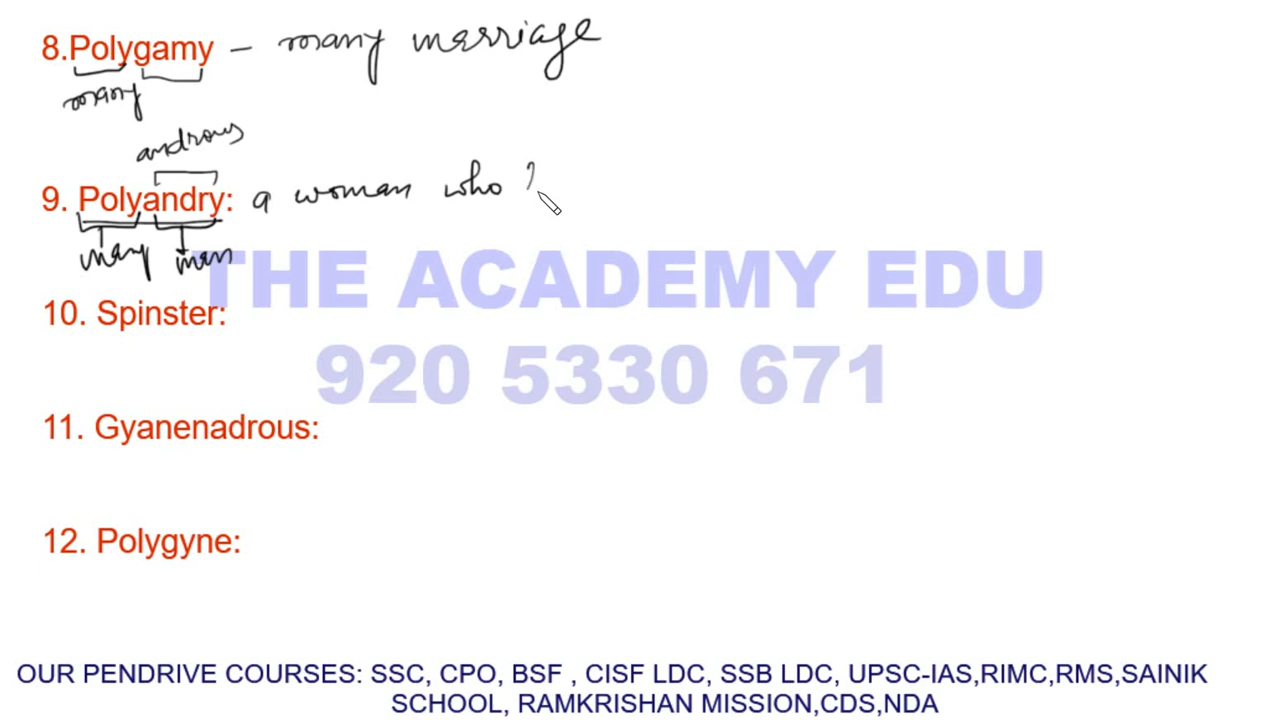 8.Polygamy – many marriage
many
androus
9. Polyandry: a woman who
many man
THE ACADEMY EDU
10. Spinster:
920 5330 671
11. Gyanenadrous:
12. Polygyne:
OUR PENDRIVE COURSES: SSC, CPO, BSF , CISF LDC, SSB LDC, UPSC-IAS,RIMC,RMS,SAINIK
SCHOOL, RAMKRISHAN MISSION,CDS,NDA